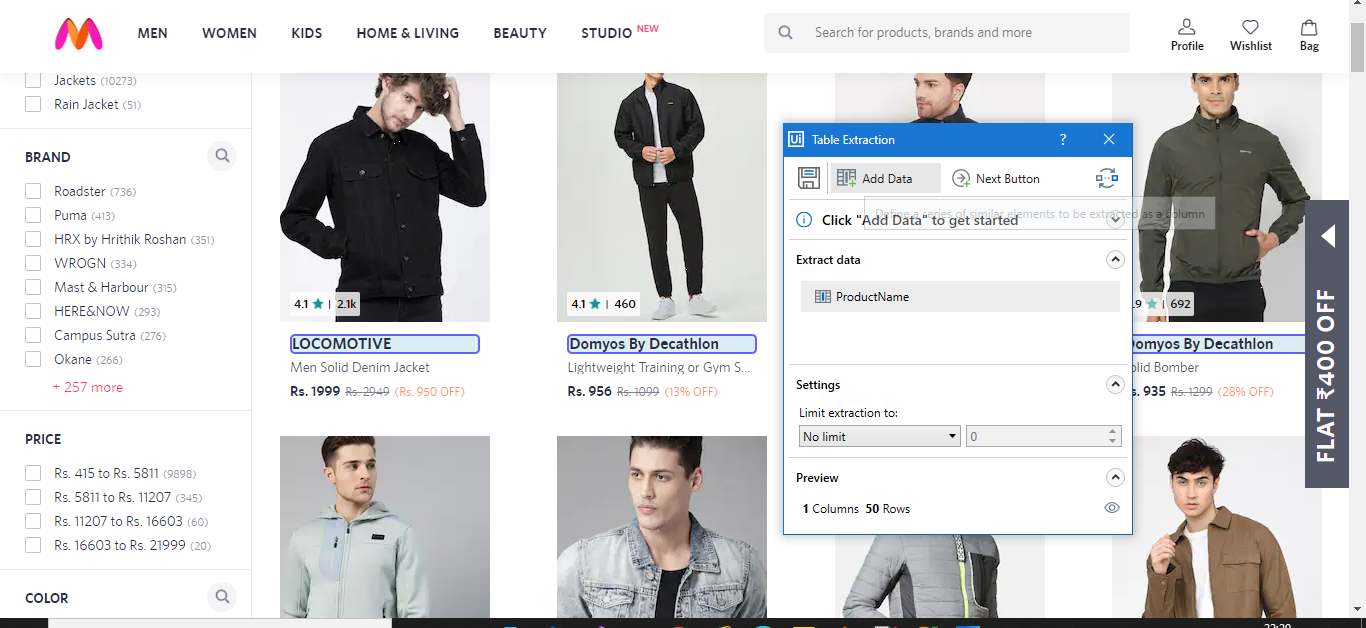 MEN WOMEN KIDS HOME & LIVING BEAUTY STUDIO NEW
Search for products, brands and more
Profile Wishlist Bag
Jackets (10273)
Rain Jacket (51)
BRAND
Roadster (736)
Puma (413)
HRX by Hrithik Roshan (351)
WROGN (334)
Mast & Harbour (315)
HERE&NOW (293)
Campus Sutra (276)
Okane (266)
+ 257 more
PRICE
Rs. 415 to Rs. 5811 (9898)
Rs. 5811 to Rs. 11207 (345)
Rs. 11207 to Rs. 16603 (60)
Rs. 16603 to Rs. 21999 (20)
COLOR
4.1 | 2.1k
LOCOMOTIVE
Men Solid Denim Jacket
Rs. 1999 Rs. 2949 (Rs. 950 OFF)
4.1 | 460
Domyos By Decathlon
Lightweight Training or Gym S...
Rs. 956 Rs. 1099 (13% OFF)
Ui Table Extraction ?
Add Data Next Button
Define a series of similar elements to be extracted as a column
Click "Add Data" to get started
Extract data
ProductName
Settings
Limit extraction to:
No limit 0
Preview
1 Columns 50 Rows
.9 | 692
Domyos By Decathlon
olid Bomber
s. 935 Rs. 1299 (28% OFF)
FLAT ₹400 OFF